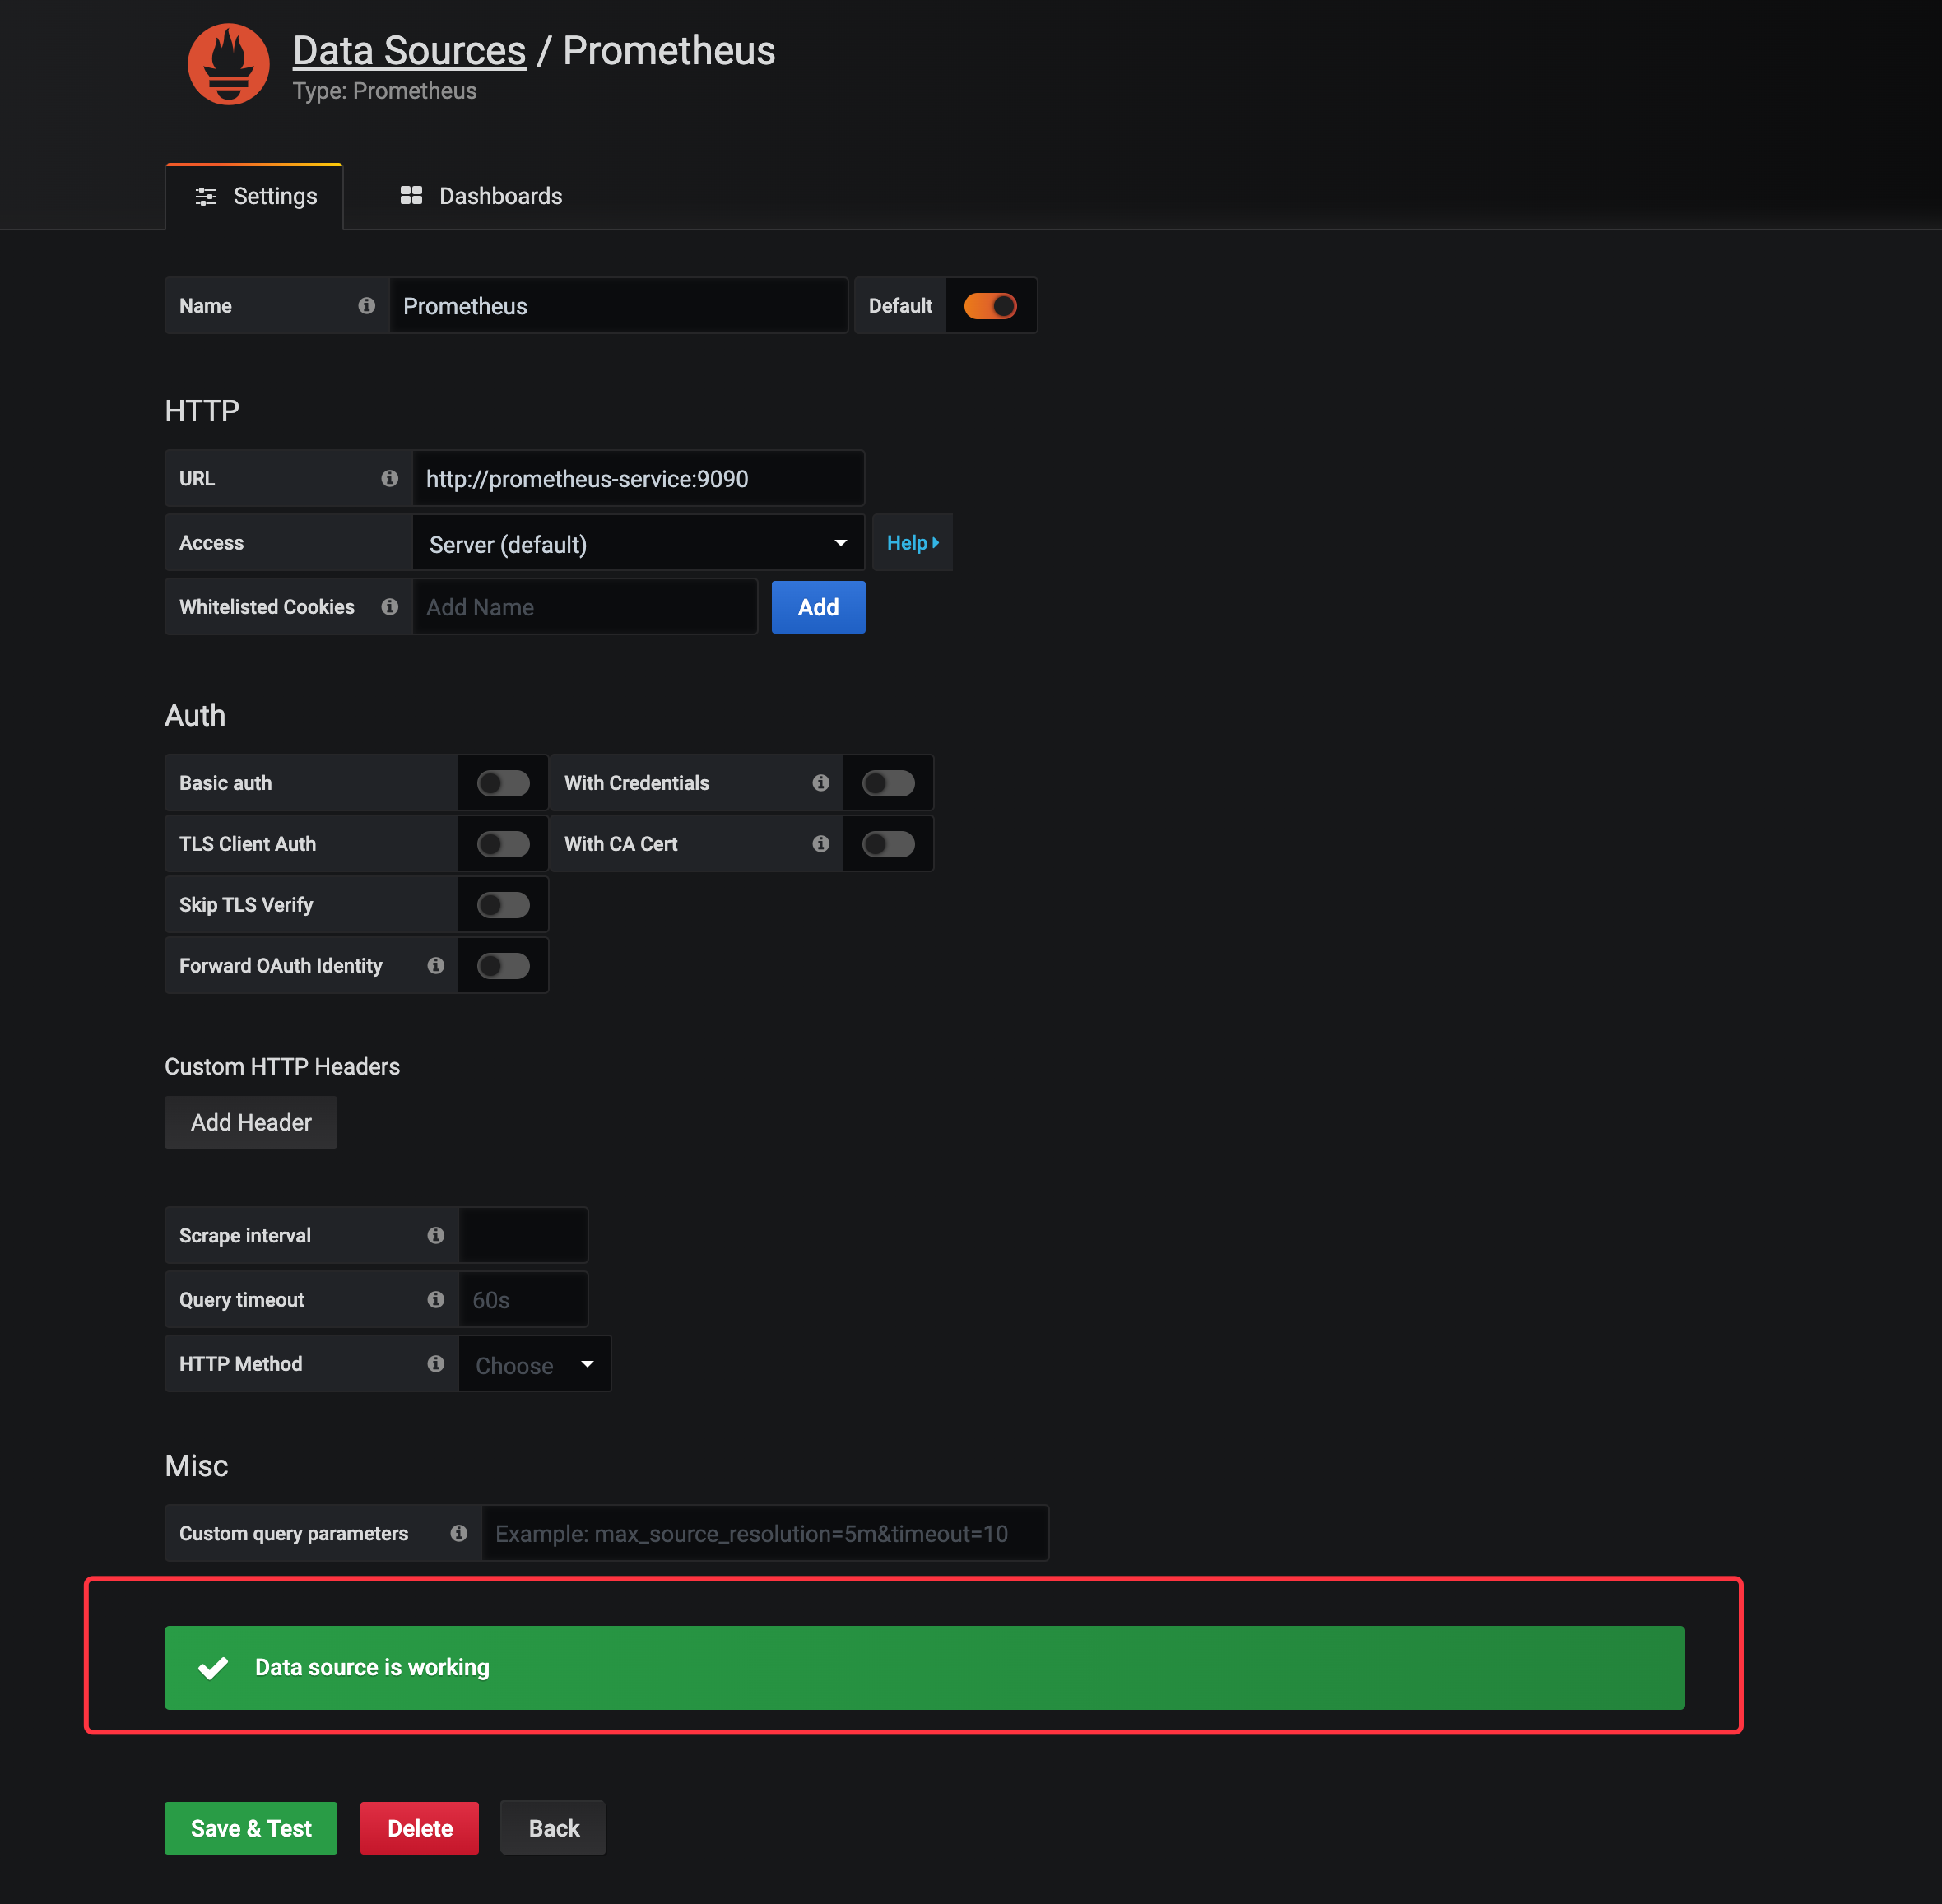 Data Sources / Prometheus
Type: Prometheus
Settings
Dashboards
Name
Prometheus
Default
HTTP
URL
http://prometheus-service:9090
Access
Server (default)
Help
Whitelisted Cookies
Add Name
Add
Auth
Basic auth
With Credentials
TLS Client Auth
With CA Cert
Skip TLS Verify
Forward OAuth Identity
Custom HTTP Headers
Add Header
Scrape interval
Query timeout
60s
HTTP Method
Choose
Misc
Custom query parameters
Example: max_source_resolution=5m&timeout=10
Data source is working
Save & Test
Delete
Back